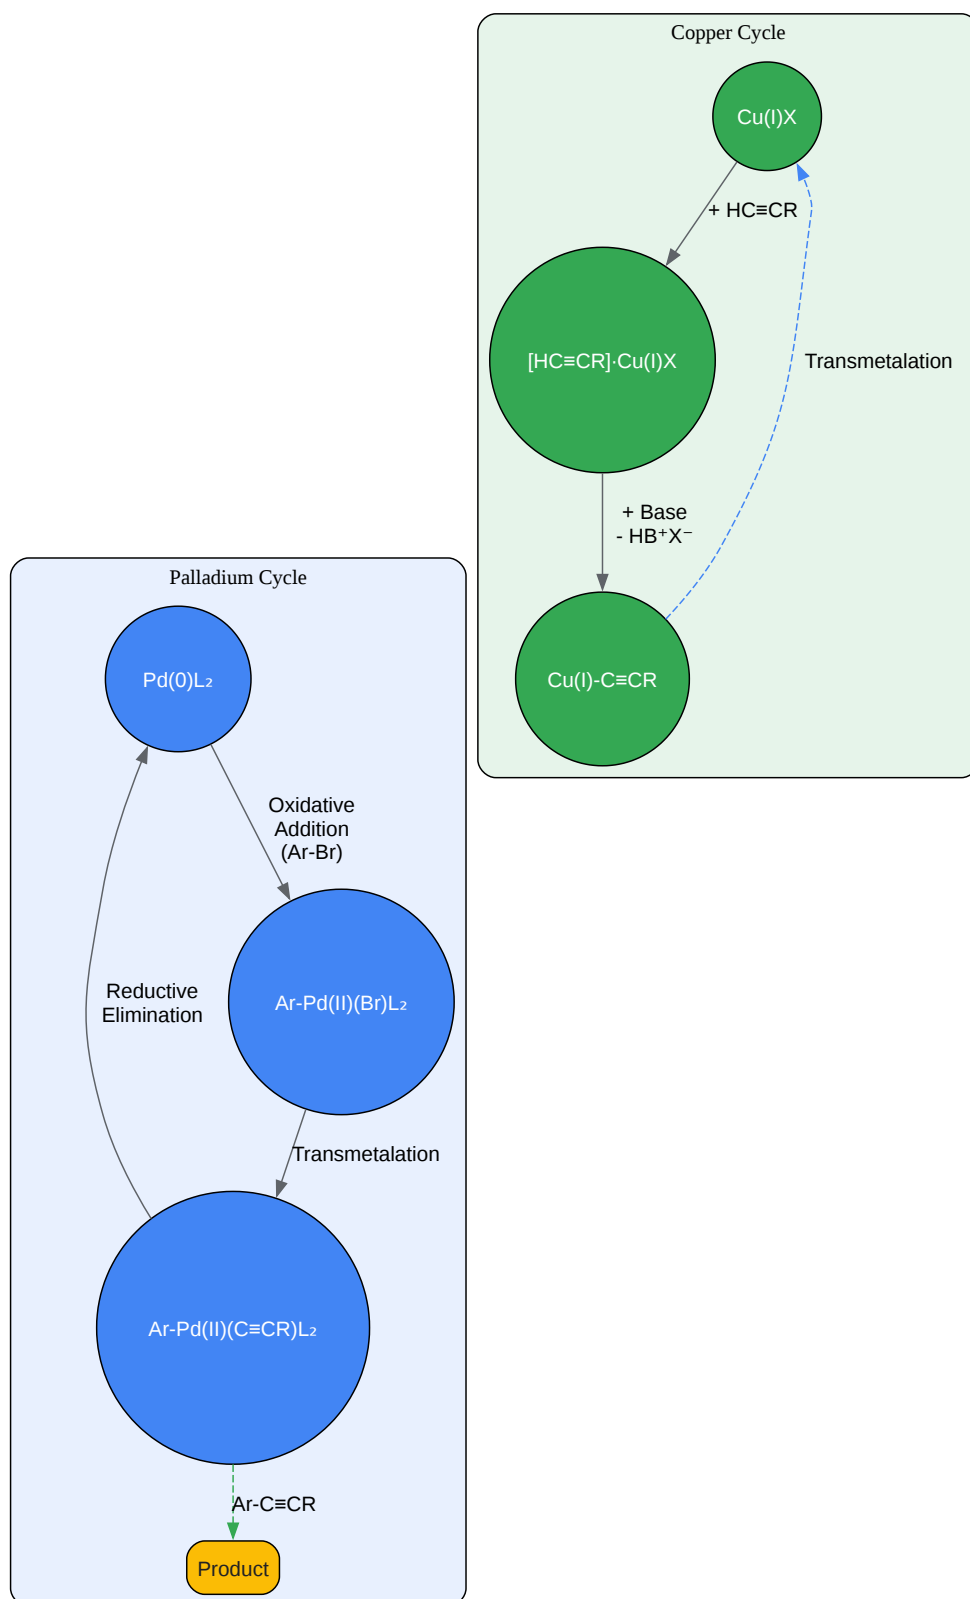 Copper Cycle
Cu(I)X
+ HC≡CR
[HC≡CR]·Cu(I)X
Transmetalation
+ Base
- HB⁺X⁻
Cu(I)-C≡CR
Palladium Cycle
Pd(0)L₂
Oxidative
Addition
(Ar-Br)
Ar-Pd(II)(Br)L₂
Reductive
Elimination
Transmetalation
Ar-Pd(II)(C≡CR)L₂
Ar-C≡CR
Product